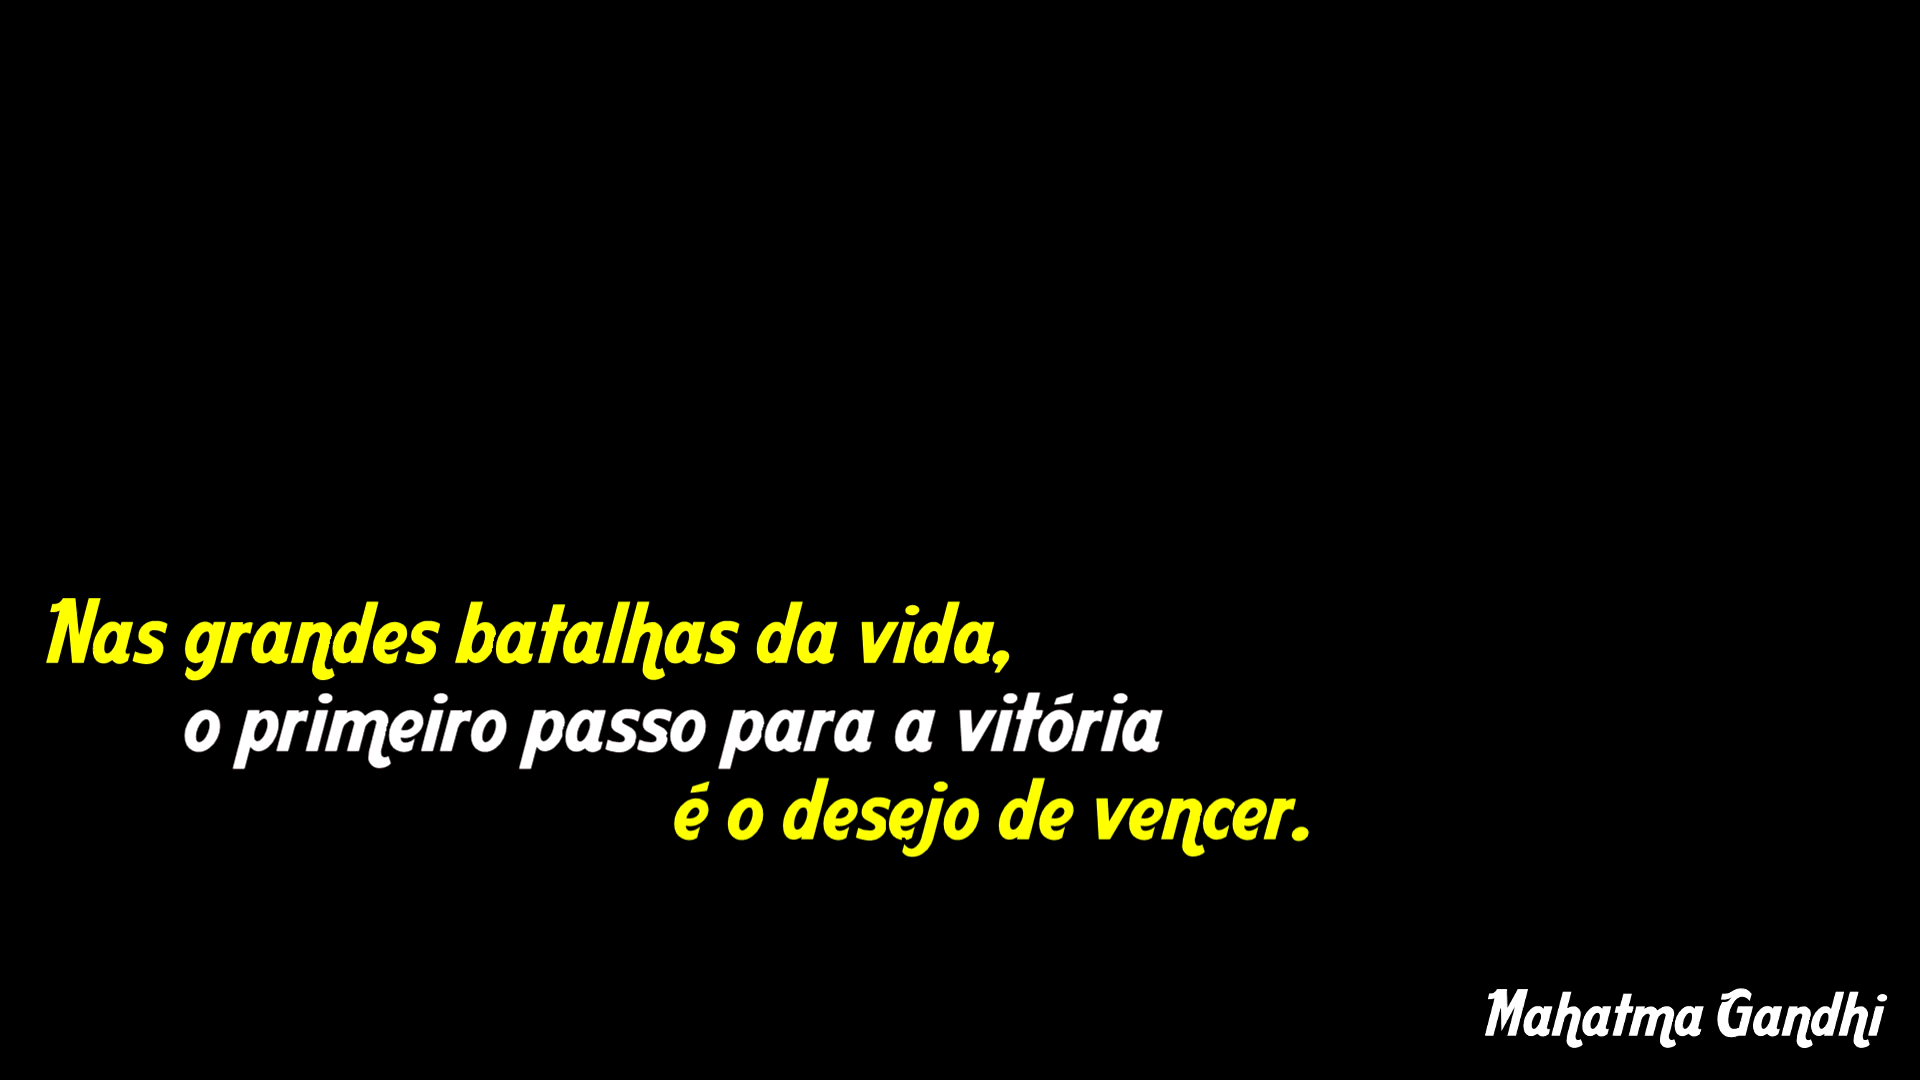 Nas grandes batalhas da vida,
o primeiro passo para a vitória
é o desejo de vencer.
Mahatma Gandhi